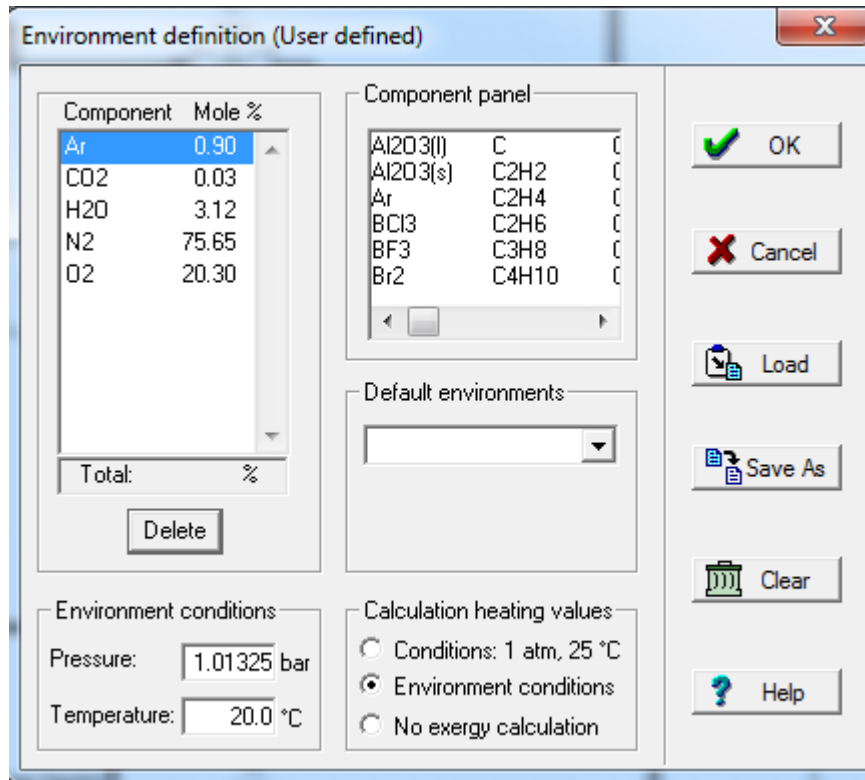 Environment definition (User defined)
Component Mole %
Ar 0.90
CO2 0.03
H2O 3.12
N2 75.65
O2 20.30
Total: %
Delete
Component panel
Al2O3(l) C
Al2O3(s) C2H2
Ar C2H4
BCl3 C2H6
BF3 C3H8
Br2 C4H10
Default environments
Environment conditions
Pressure: 1.01325 bar
Temperature: 20.0 °C
Calculation heating values
Conditions: 1 atm, 25 °C
Environment conditions
No exergy calculation
OK
Cancel
Load
Save As
Clear
Help